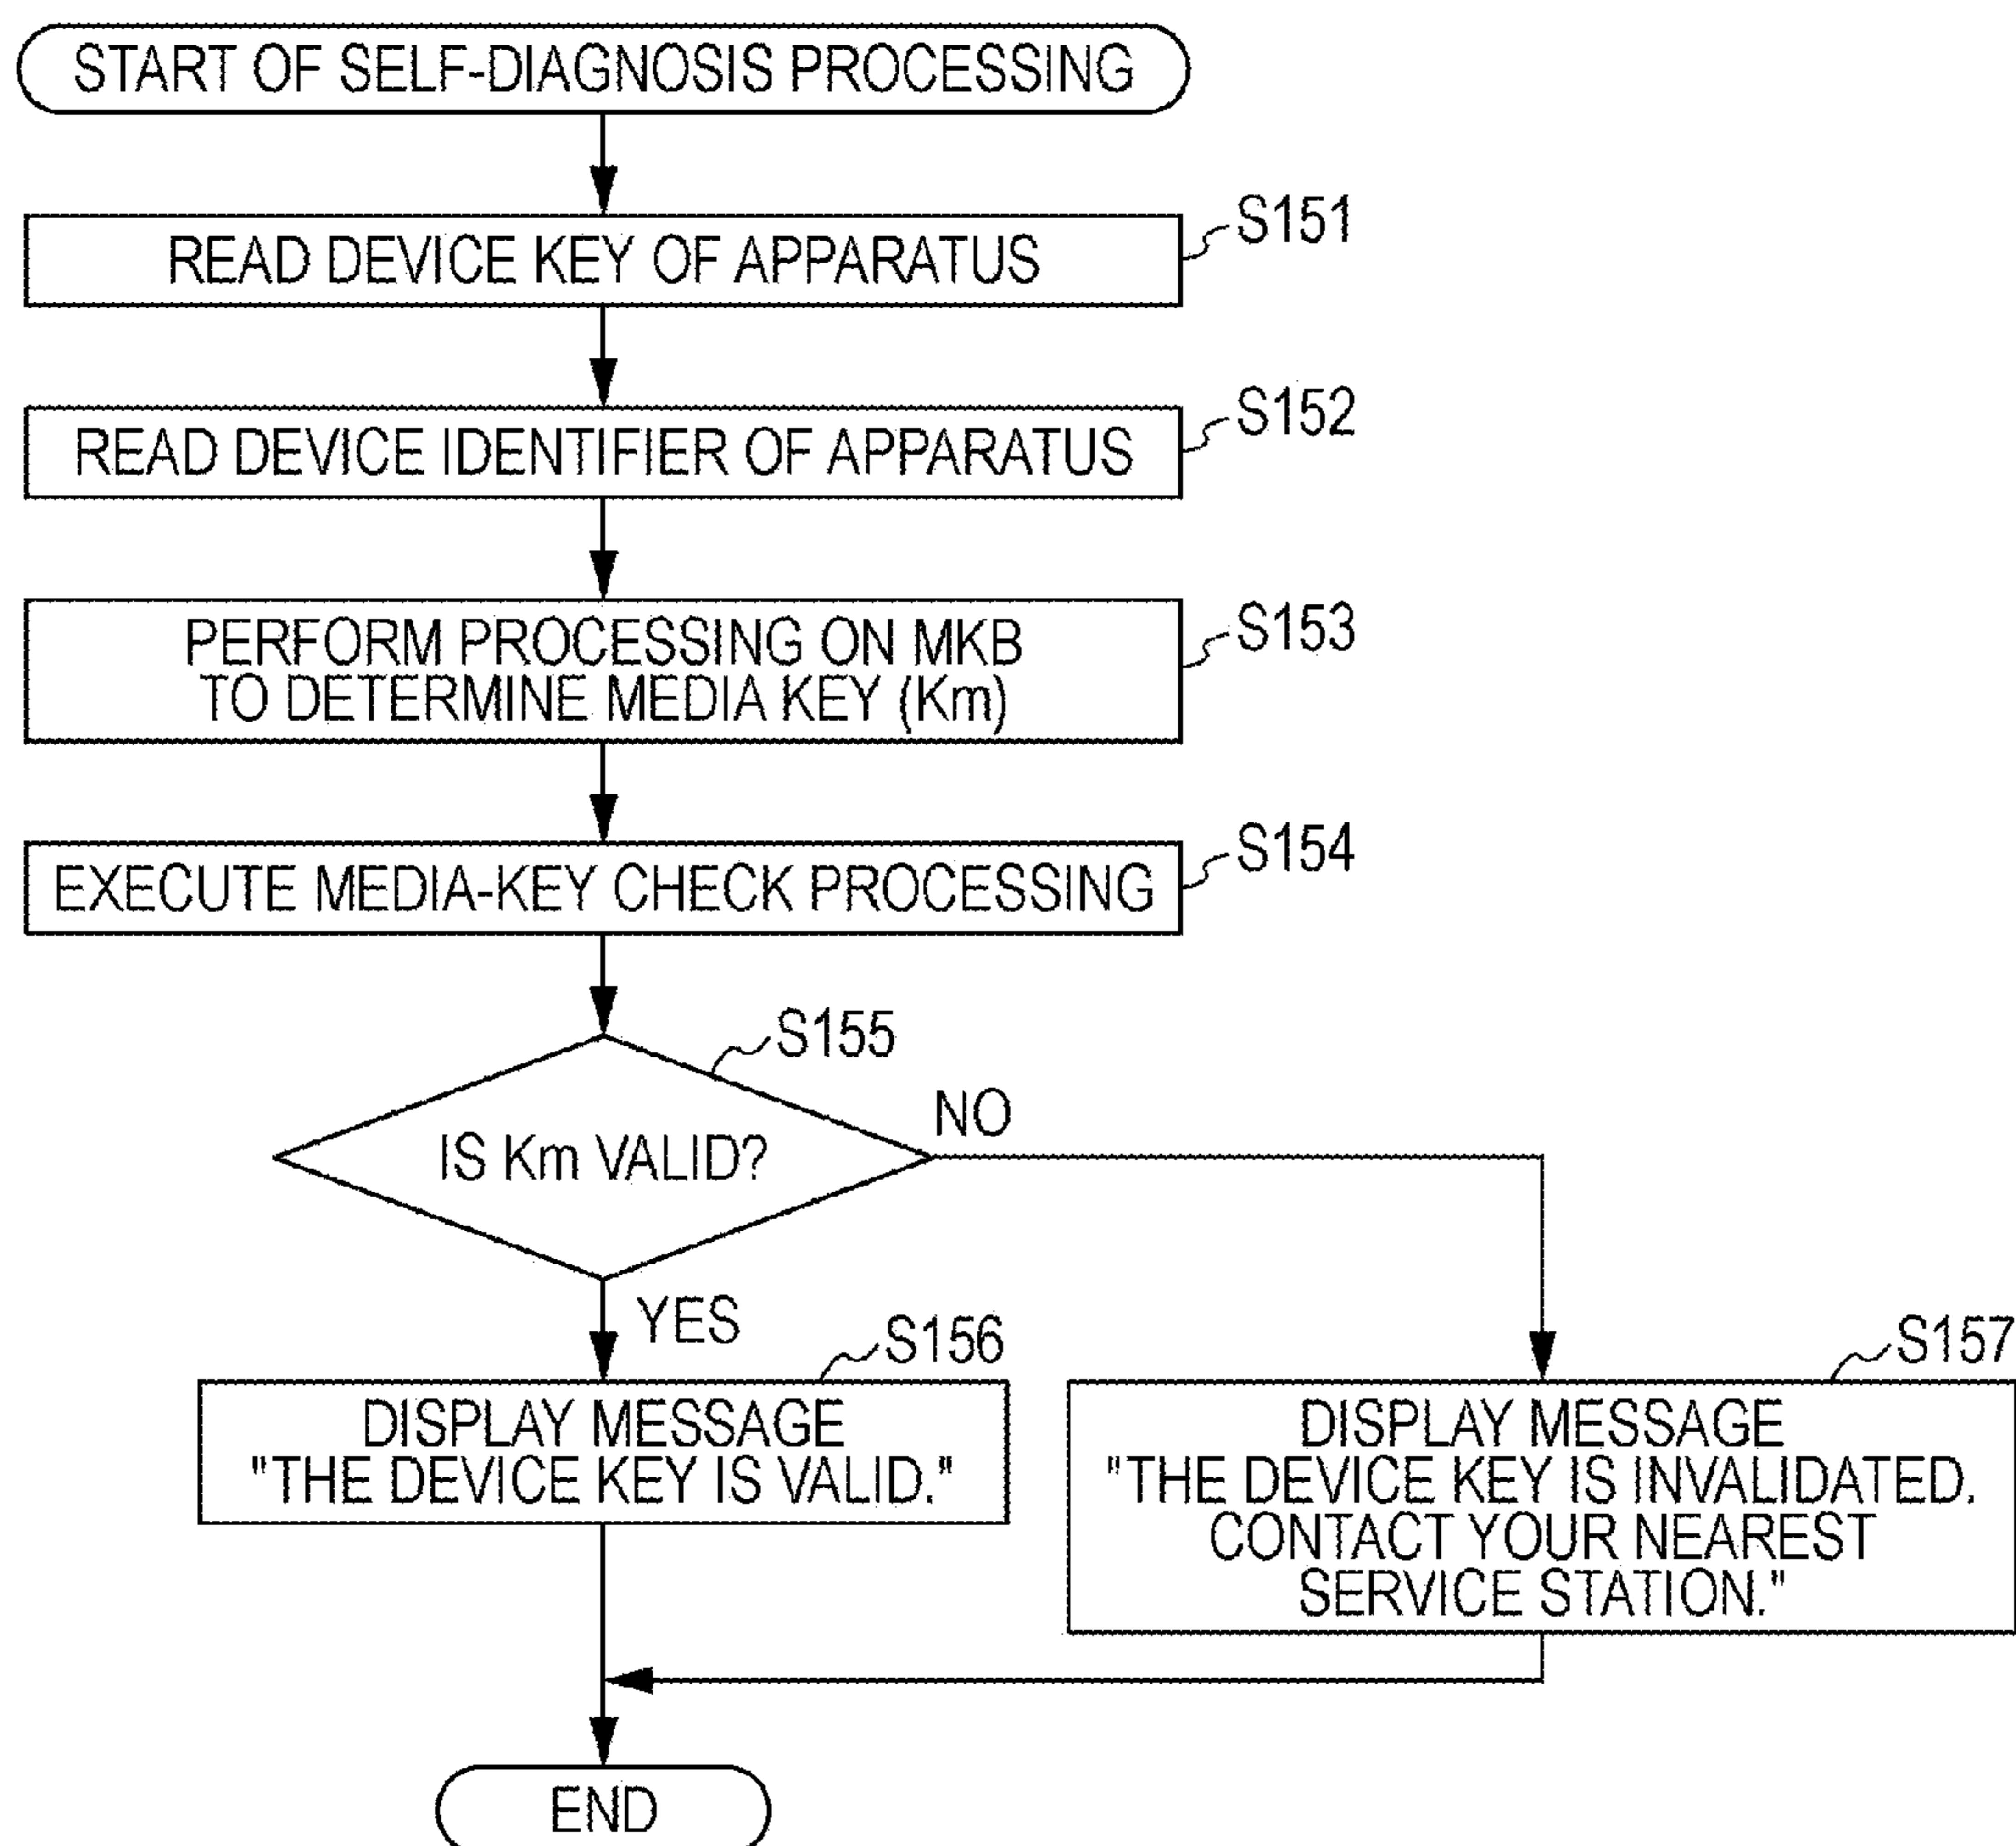 START OF SELF-DIAGNOSIS PROCESSING
S151
READ DEVICE KEY OF APPARATUS
S152
READ DEVICE IDENTIFIER OF APPARATUS
S153
PERFORM PROCESSING ON MKB
TO DETERMINE MEDIA KEY (Km)
S154
EXECUTE MEDIA-KEY CHECK PROCESSING
S155
IS Km VALID?
NO
YES
S156
DISPLAY MESSAGE
"THE DEVICE KEY IS VALID."
S157
DISPLAY MESSAGE
"THE DEVICE KEY IS INVALIDATED.
CONTACT YOUR NEAREST
SERVICE STATION."
END